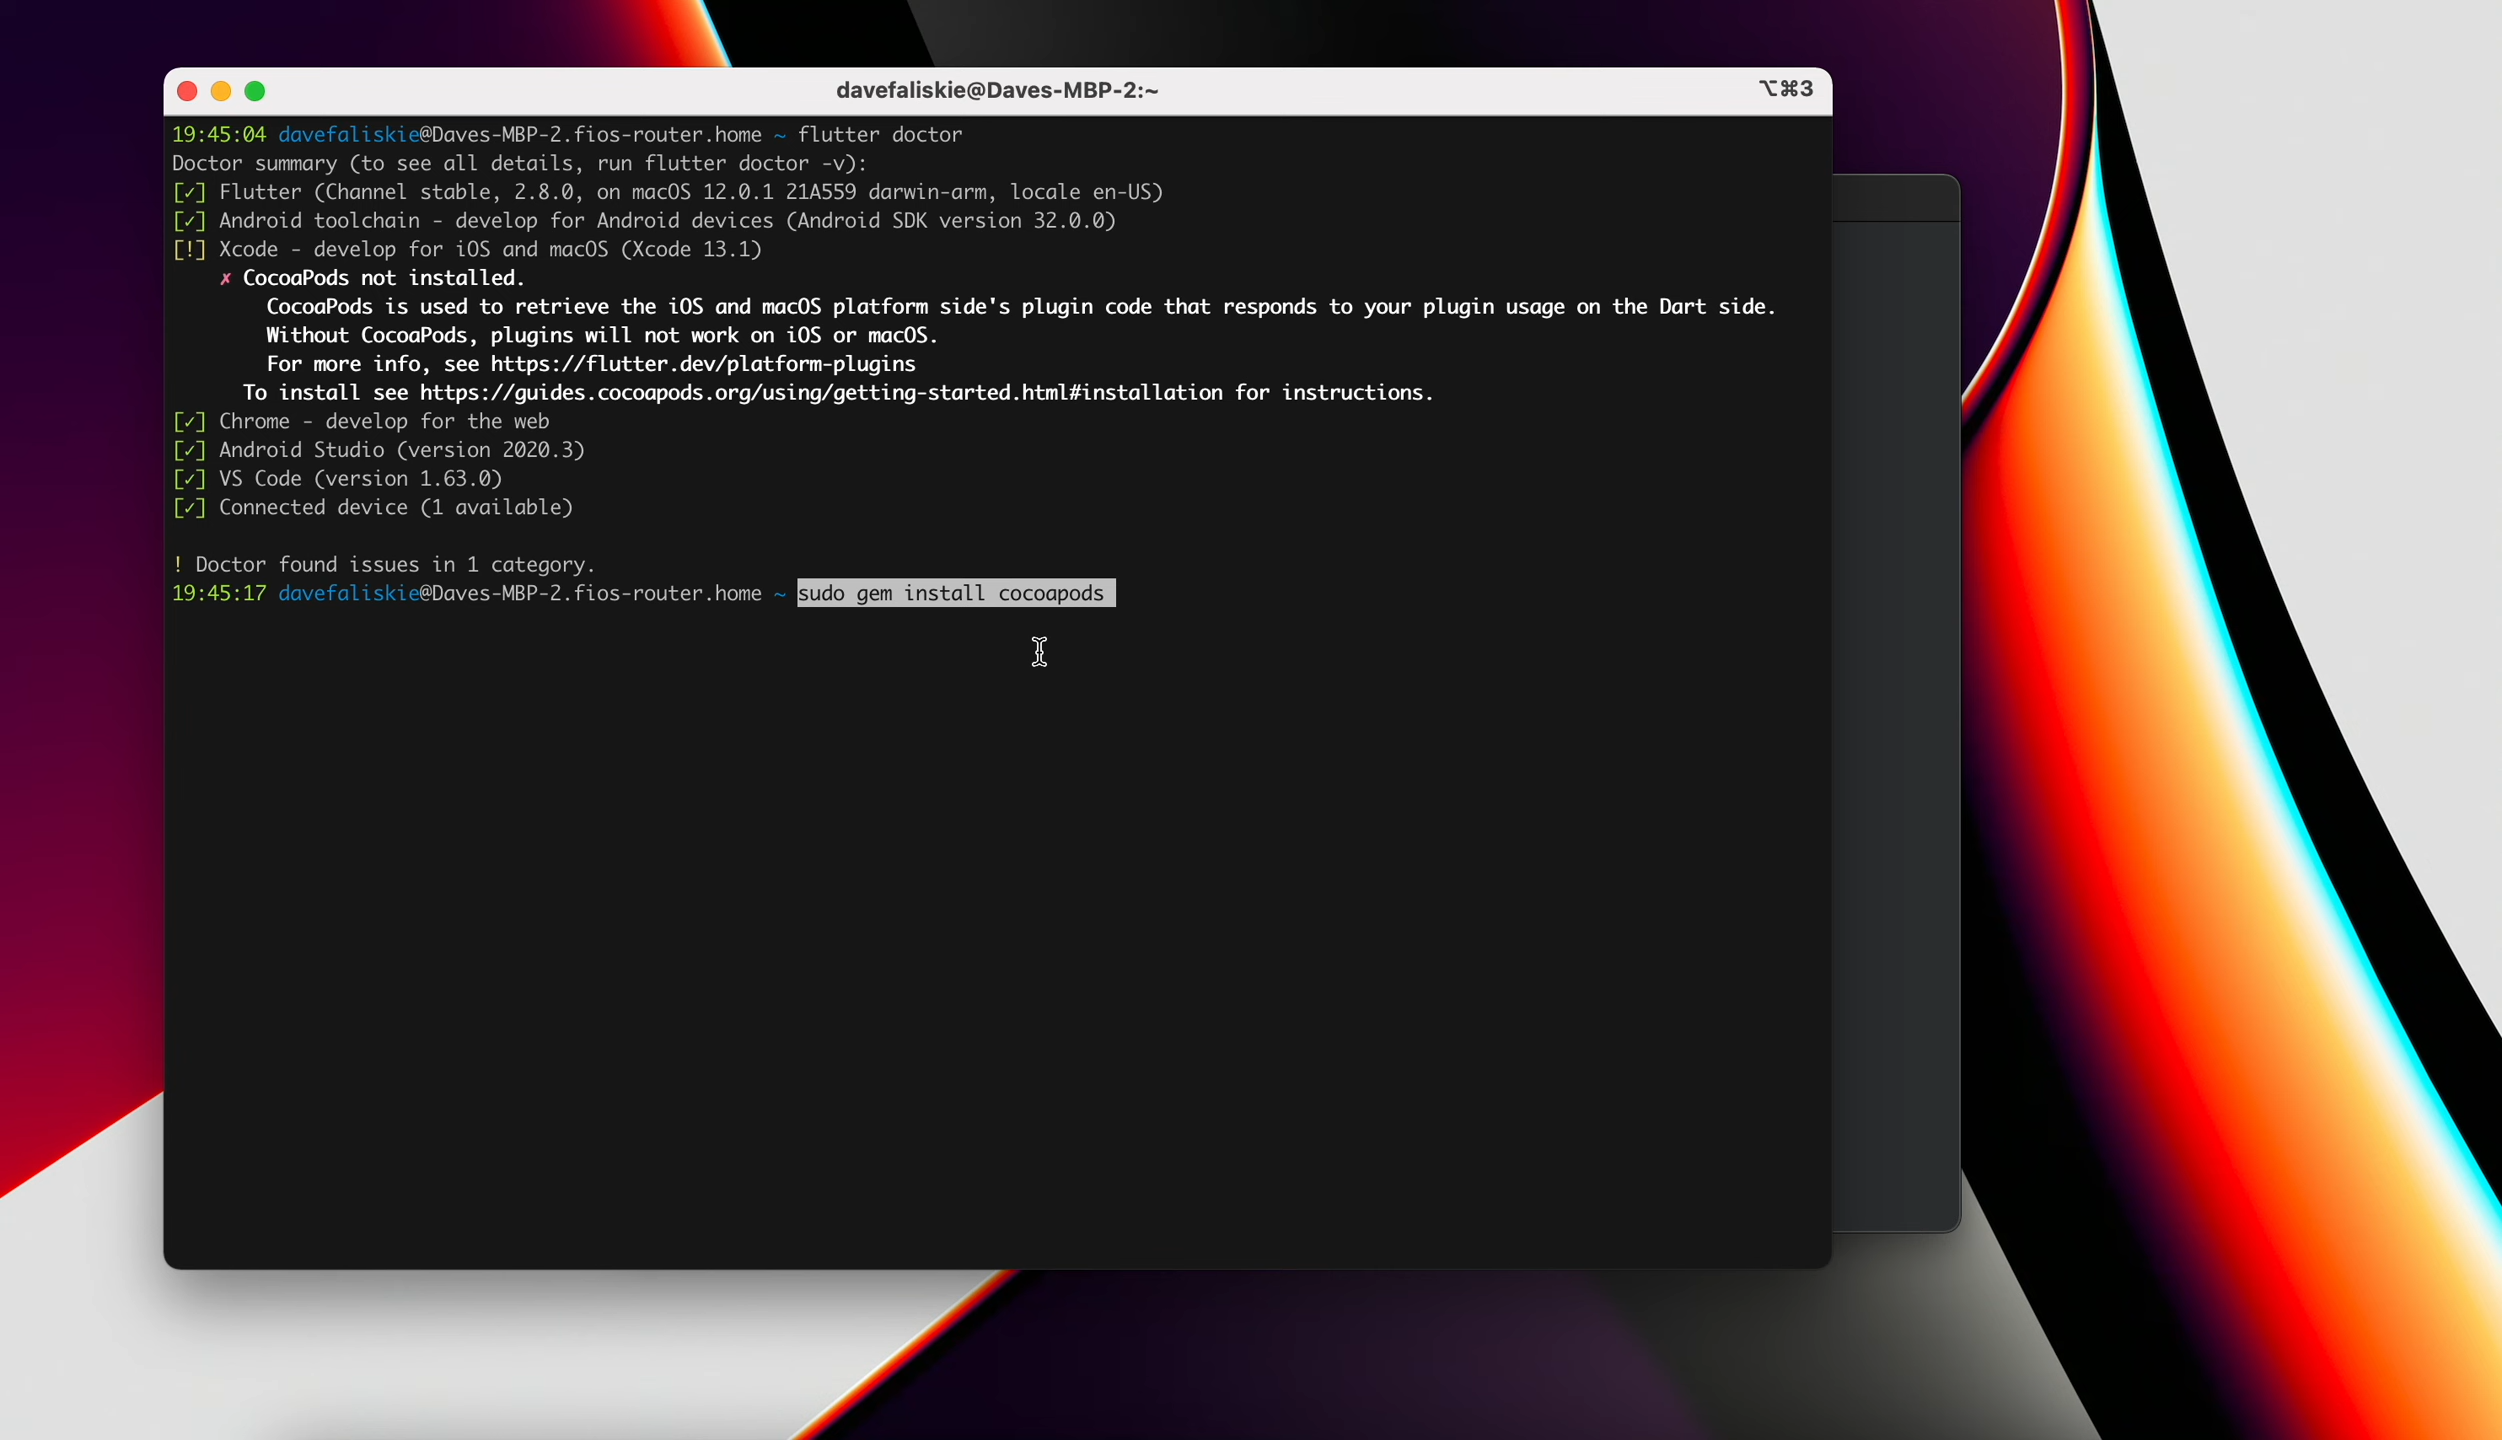 davefaliskie@Daves-MBP-2:~
⌥⌘3
19:45:04 davefaliskie@Daves-MBP-2.fios-router.home ~ flutter doctor
Doctor summary (to see all details, run flutter doctor -v):
[✓] Flutter (Channel stable, 2.8.0, on macOS 12.0.1 21A559 darwin-arm, locale en-US)
[✓] Android toolchain - develop for Android devices (Android SDK version 32.0.0)
[!] Xcode - develop for iOS and macOS (Xcode 13.1)
✗ CocoaPods not installed.
CocoaPods is used to retrieve the iOS and macOS platform side's plugin code that responds to your plugin usage on the Dart side.
Without CocoaPods, plugins will not work on iOS or macOS.
For more info, see https://flutter.dev/platform-plugins
To install see https://guides.cocoapods.org/using/getting-started.html#installation for instructions.
[✓] Chrome - develop for the web
[✓] Android Studio (version 2020.3)
[✓] VS Code (version 1.63.0)
[✓] Connected device (1 available)
! Doctor found issues in 1 category.
19:45:17 davefaliskie@Daves-MBP-2.fios-router.home ~ sudo gem install cocoapods